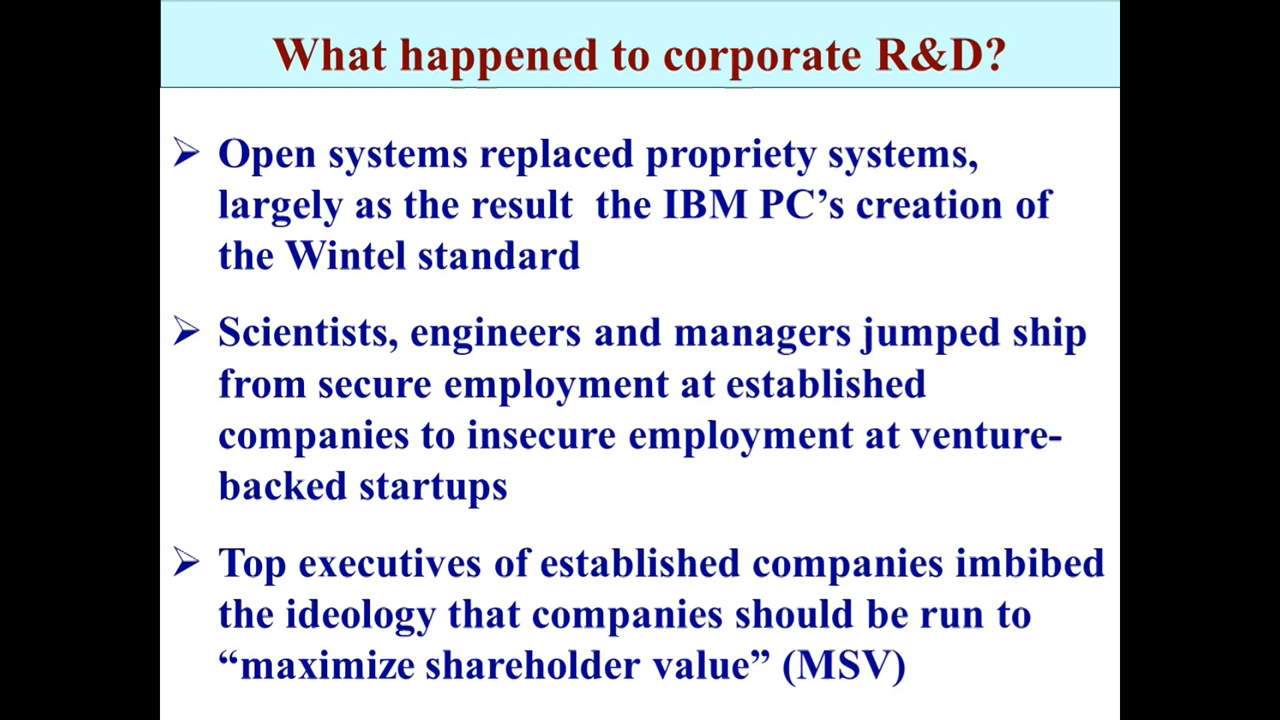 What happened to corporate R&D?
➢ Open systems replaced propriety systems,
largely as the result the IBM PC’s creation of
the Wintel standard
➢ Scientists, engineers and managers jumped ship
from secure employment at established
companies to insecure employment at venture-
backed startups
➢ Top executives of established companies imbibed
the ideology that companies should be run to
“maximize shareholder value” (MSV)